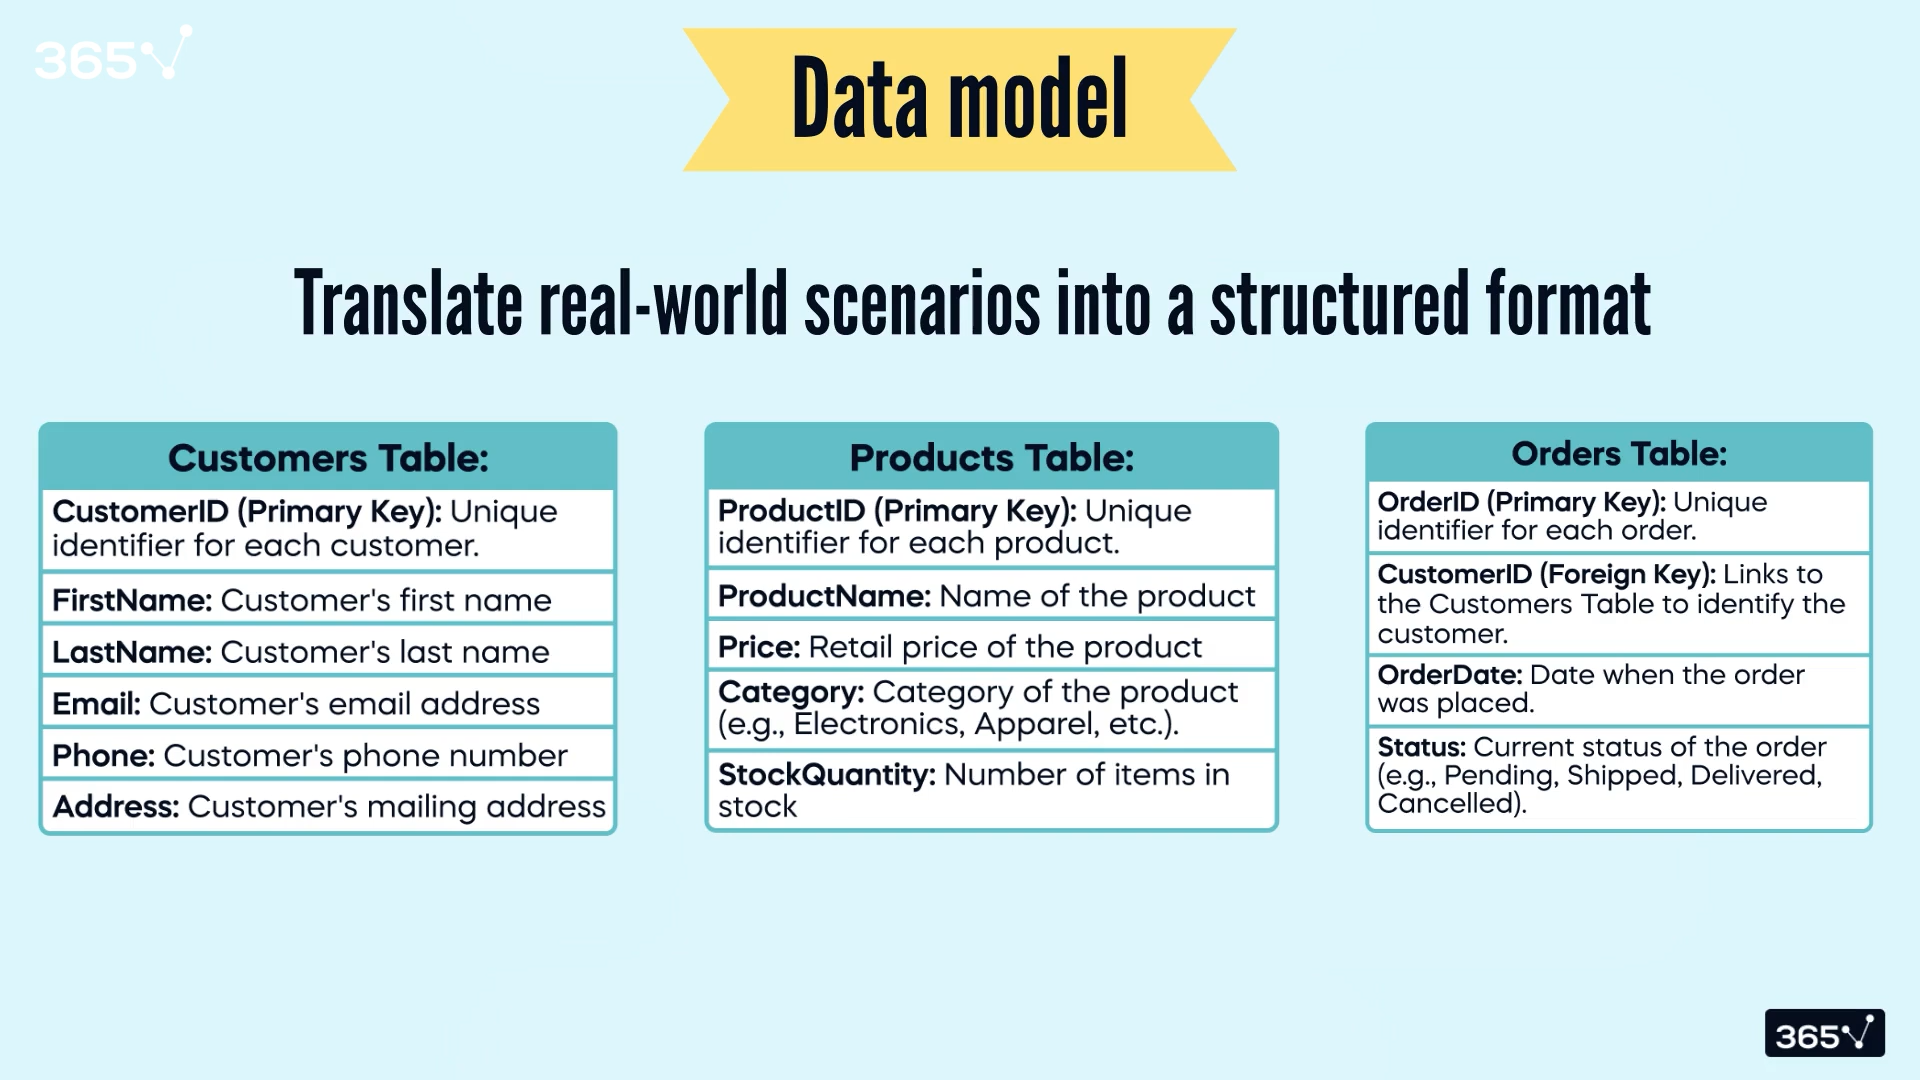 365
Data model
Translate real-world scenarios into a structured format
Customers Table:
CustomerID (Primary Key): Unique
identifier for each customer.
FirstName: Customer's first name
LastName: Customer's last name
Email: Customer's email address
Phone: Customer's phone number
Address: Customer's mailing address
Products Table:
ProductID (Primary Key): Unique
identifier for each product.
ProductName: Name of the product
Price: Retail price of the product
Category: Category of the product
(e.g., Electronics, Apparel, etc.).
StockQuantity: Number of items in
stock
Orders Table:
OrderID (Primary Key): Unique
identifier for each order.
CustomerID (Foreign Key): Links to
the Customers Table to identify the
customer.
OrderDate: Date when the order
was placed.
Status: Current status of the order
(e.g., Pending, Shipped, Delivered,
Cancelled).
365